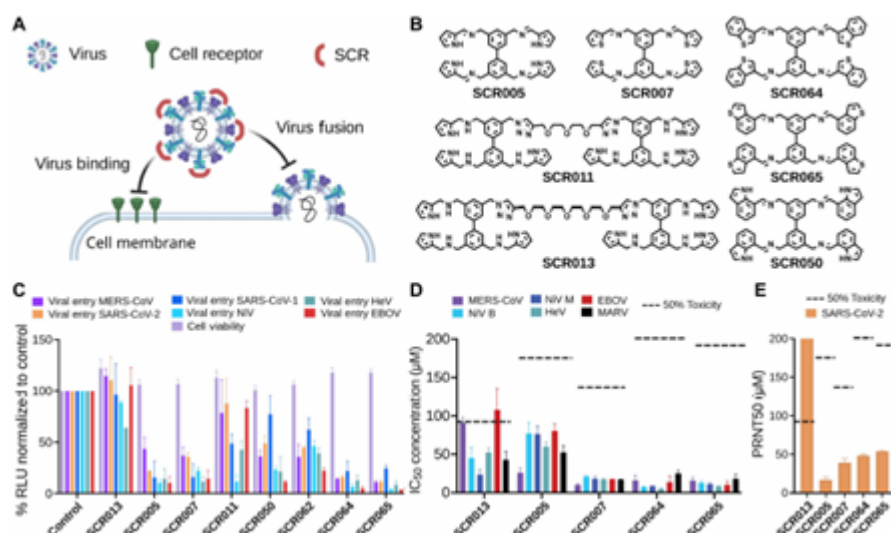 A
Virus
Cell receptor
SCR
Virus fusion
Virus binding
Cell membrane
B
SCR005
SCR007
SCR064
SCR011
SCR065
SCR013
SCR050
C
Viral entry MERS-CoV
Viral entry SARS-CoV-1
Viral entry HeV
Viral entry SARS-CoV-2
Viral entry NiV
Viral entry EBOV
Cell viability
% RLU normalized to control
150
100
50
0
Control
SCR013
SCR005
SCR007
SCR011
SCR050
SCR062
SCR064
SCR065
D
MERS-CoV
NiV M
EBOV
50% Toxicity
NiV B
HeV
MARV
IC50 concentration (µM)
200
150
100
50
0
SCR013
SCR005
SCR007
SCR064
SCR065
E
50% Toxicity
SARS-CoV-2
PRNT50 (µM)
200
150
100
50
0
SCR013
SCR005
SCR007
SCR064
SCR065